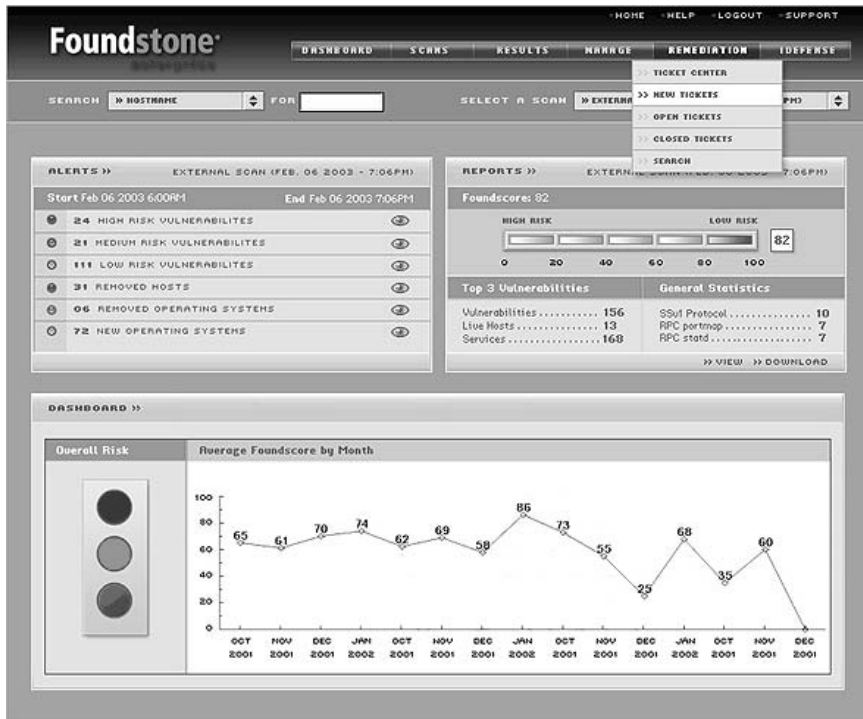 HOME HELP LOGOUT SUPPORT
Foundstone
enterprise
DASHBOARD SCANS RESULTS MANAGE REMEDIATION IDEFENSE
SEARCH >> HOSTNAME FOR SELECT A SCAN >> EXTERNA PM)
>> TICKET CENTER
>> NEW TICKETS
>> OPEN TICKETS
>> CLOSED TICKETS
>> SEARCH
ALERTS >> EXTERNAL SCAN (FEB. 06 2003 - 7:06PM)
Start Feb 06 2003 6:00AM End Feb 06 2003 7:06PM
24 HIGH RISK VULNERABILITES
21 MEDIUM RISK VULNERABILITES
111 LOW RISK VULNERABILITES
31 REMOVED HOSTS
06 REMOVED OPERATING SYSTEMS
72 NEW OPERATING SYSTEMS
REPORTS >> EXTERNAL SCAN (FEB. 06 2003 - 7:06PM)
Foundscore: 82
HIGH RISK LOW RISK
82
0 20 40 60 80 100
Top 3 Vulnerabilities General Statistics
Vulnerabilities........... 156 SSv1 Protocol.............. 10
Live Hosts................ 13 RPC portmap................ 7
Services.................. 168 RPC statd.................. 7
>> VIEW >> DOWNLOAD
DASHBOARD >>
Overall Risk Average Foundscore by Month
100
80
60
40
20
0
65 61 70 74 62 69 58 86 73 55 25 68 35 60
OCT NOV DEC JAN OCT NOV DEC JAN OCT NOV DEC JAN OCT NOV DEC
2001 2001 2001 2002 2001 2001 2001 2002 2001 2001 2001 2002 2001 2001 2001